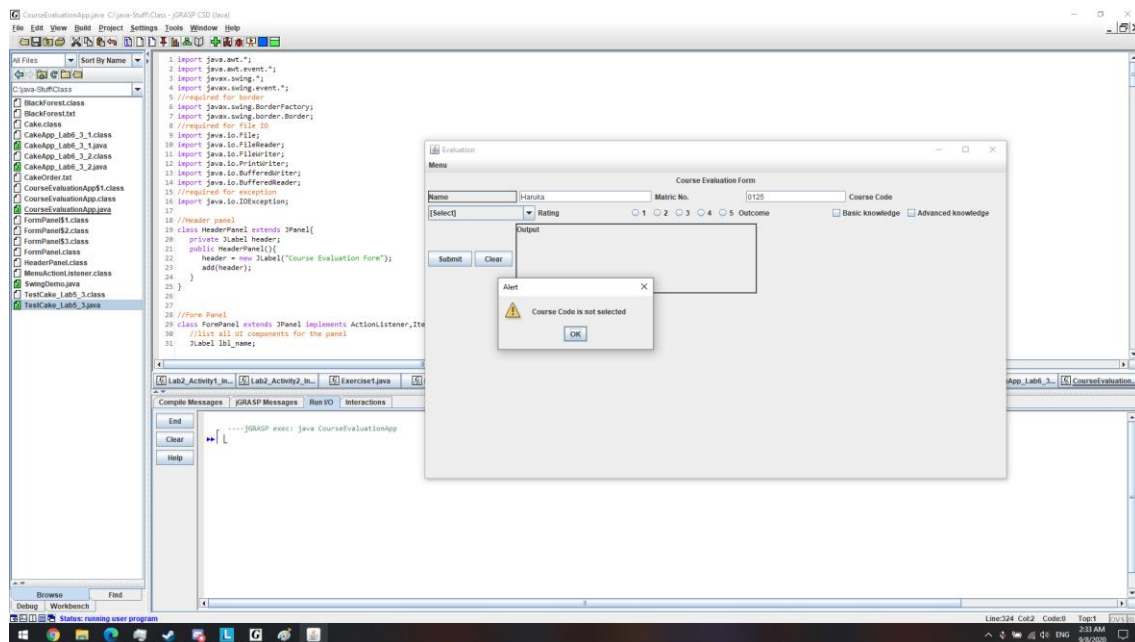 CourseEvaluationApp.java C:\java-Stuff\Class - jGRASP CSD (Java)
File Edit View Build Project Settings Tools Window Help
All Files Sort By Name
C:\java-Stuff\Class
BlackForest.class
BlackForest.txt
Cake.class
CakeApp_Lab6_3_1.class
CakeApp_Lab6_3_1.java
CakeApp_Lab6_3_2.class
CakeApp_Lab6_3_2.java
CakeOrder.txt
CourseEvaluationApp$1.class
CourseEvaluationApp.class
CourseEvaluationApp.java
FormPanel$1.class
FormPanel$2.class
FormPanel$3.class
FormPanel.class
HeaderPanel.class
MenuActionListener.class
SwingDemo.java
TestCake_Lab5_3.class
TestCake_Lab5_3.java
Browse Find
Debug Workbench
1 import java.awt.*;
2 import java.awt.event.*;
3 import javax.swing.*;
4 import javax.swing.event.*;
5 //required for border
6 import javax.swing.BorderFactory;
7 import javax.swing.border.Border;
8 //required for file IO
9 import java.io.File;
10 import java.io.FileReader;
11 import java.io.FileWriter;
12 import java.io.PrintWriter;
13 import java.io.BufferedWriter;
14 import java.io.BufferedReader;
15 //required for exception
16 import java.io.IOException;
17
18 //Header panel
19 class HeaderPanel extends JPanel{
20 private JLabel header;
21 public HeaderPanel(){
22 header = new JLabel("Course Evaluation Form");
23 add(header);
24 }
25 }
26
27
28 //Form Panel
29 class FormPanel extends JPanel implements ActionListener,Ite
30 //list all UI components for the panel
31 JLabel lbl_name;
Evaluation
Menu
Course Evaluation Form
Name Haruta Matric No. 0125 Course Code
[Select] Rating 1 2 3 4 5 Outcome Basic knowledge Advanced knowledge
Output
Submit Clear
Alert
Course Code is not selected
OK
Lab2_Activity1_In... Lab2_Activity2_In... Exercise1.java App_Lab6_3... CourseEvaluation...
Compile Messages jGRASP Messages Run I/O Interactions
End
Clear
Help
----jGRASP exec: java CourseEvaluationApp
Status: running user program
Line:324 Col:2 Code:0 Top:1 OVS
ENG 2:33 AM
9/8/2020